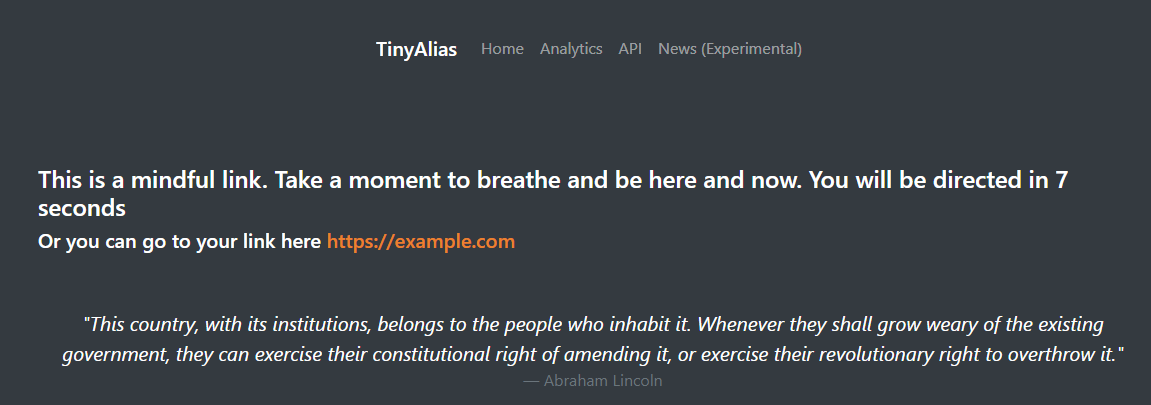 TinyAlias Home Analytics API News (Experimental)
This is a mindful link. Take a moment to breathe and be here and now. You will be directed in 7
seconds
Or you can go to your link here https://example.com
"This country, with its institutions, belongs to the people who inhabit it. Whenever they shall grow weary of the existing
government, they can exercise their constitutional right of amending it, or exercise their revolutionary right to overthrow it."
— Abraham Lincoln